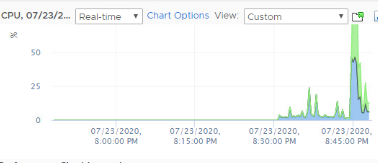 CPU, 07/23/2... Real-time Chart Options View: Custom
%
50
25
0
07/23/2020, 07/23/2020, 07/23/2020, 07/23/2020,
8:00:00 PM 8:15:00 PM 8:30:00 PM 8:45:00 PM